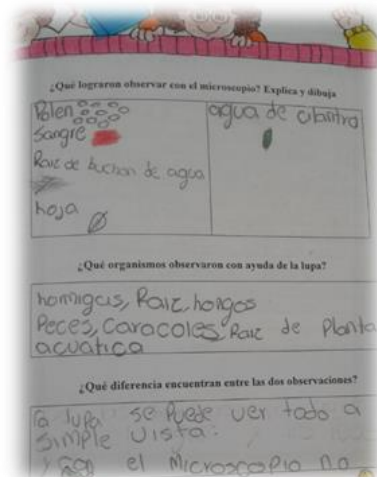 ¿Qué lograron observar con el microscopio? Explica y dibuja
Polen
Sangre
Raiz de buchon de agua
hoja
agua de cilantro
¿Qué organismos observaron con ayuda de la lupa?
hormigas, Raiz, hongos
Peces, caracoles, Raiz de Planta
acuatica
¿Qué diferencia encuentran entre las dos observaciones?
la lupa se Puede ver todo a
simple vista.
y con el microscopio no